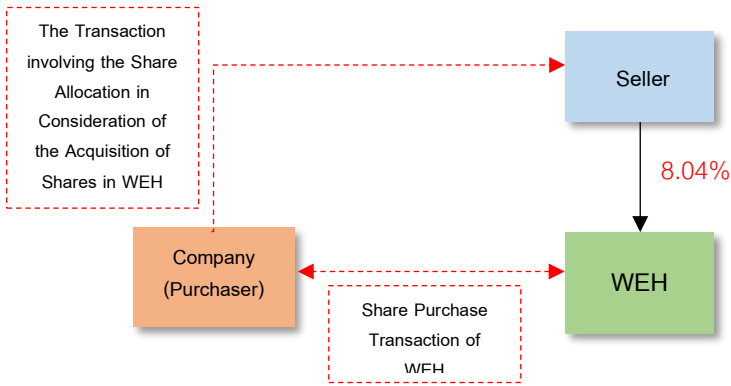 The Transaction
involving the Share
Allocation in
Consideration of
the Acquisition of
Shares in WEH
Seller
8.04%
Company
(Purchaser)
WEH
Share Purchase
Transaction of
WEH